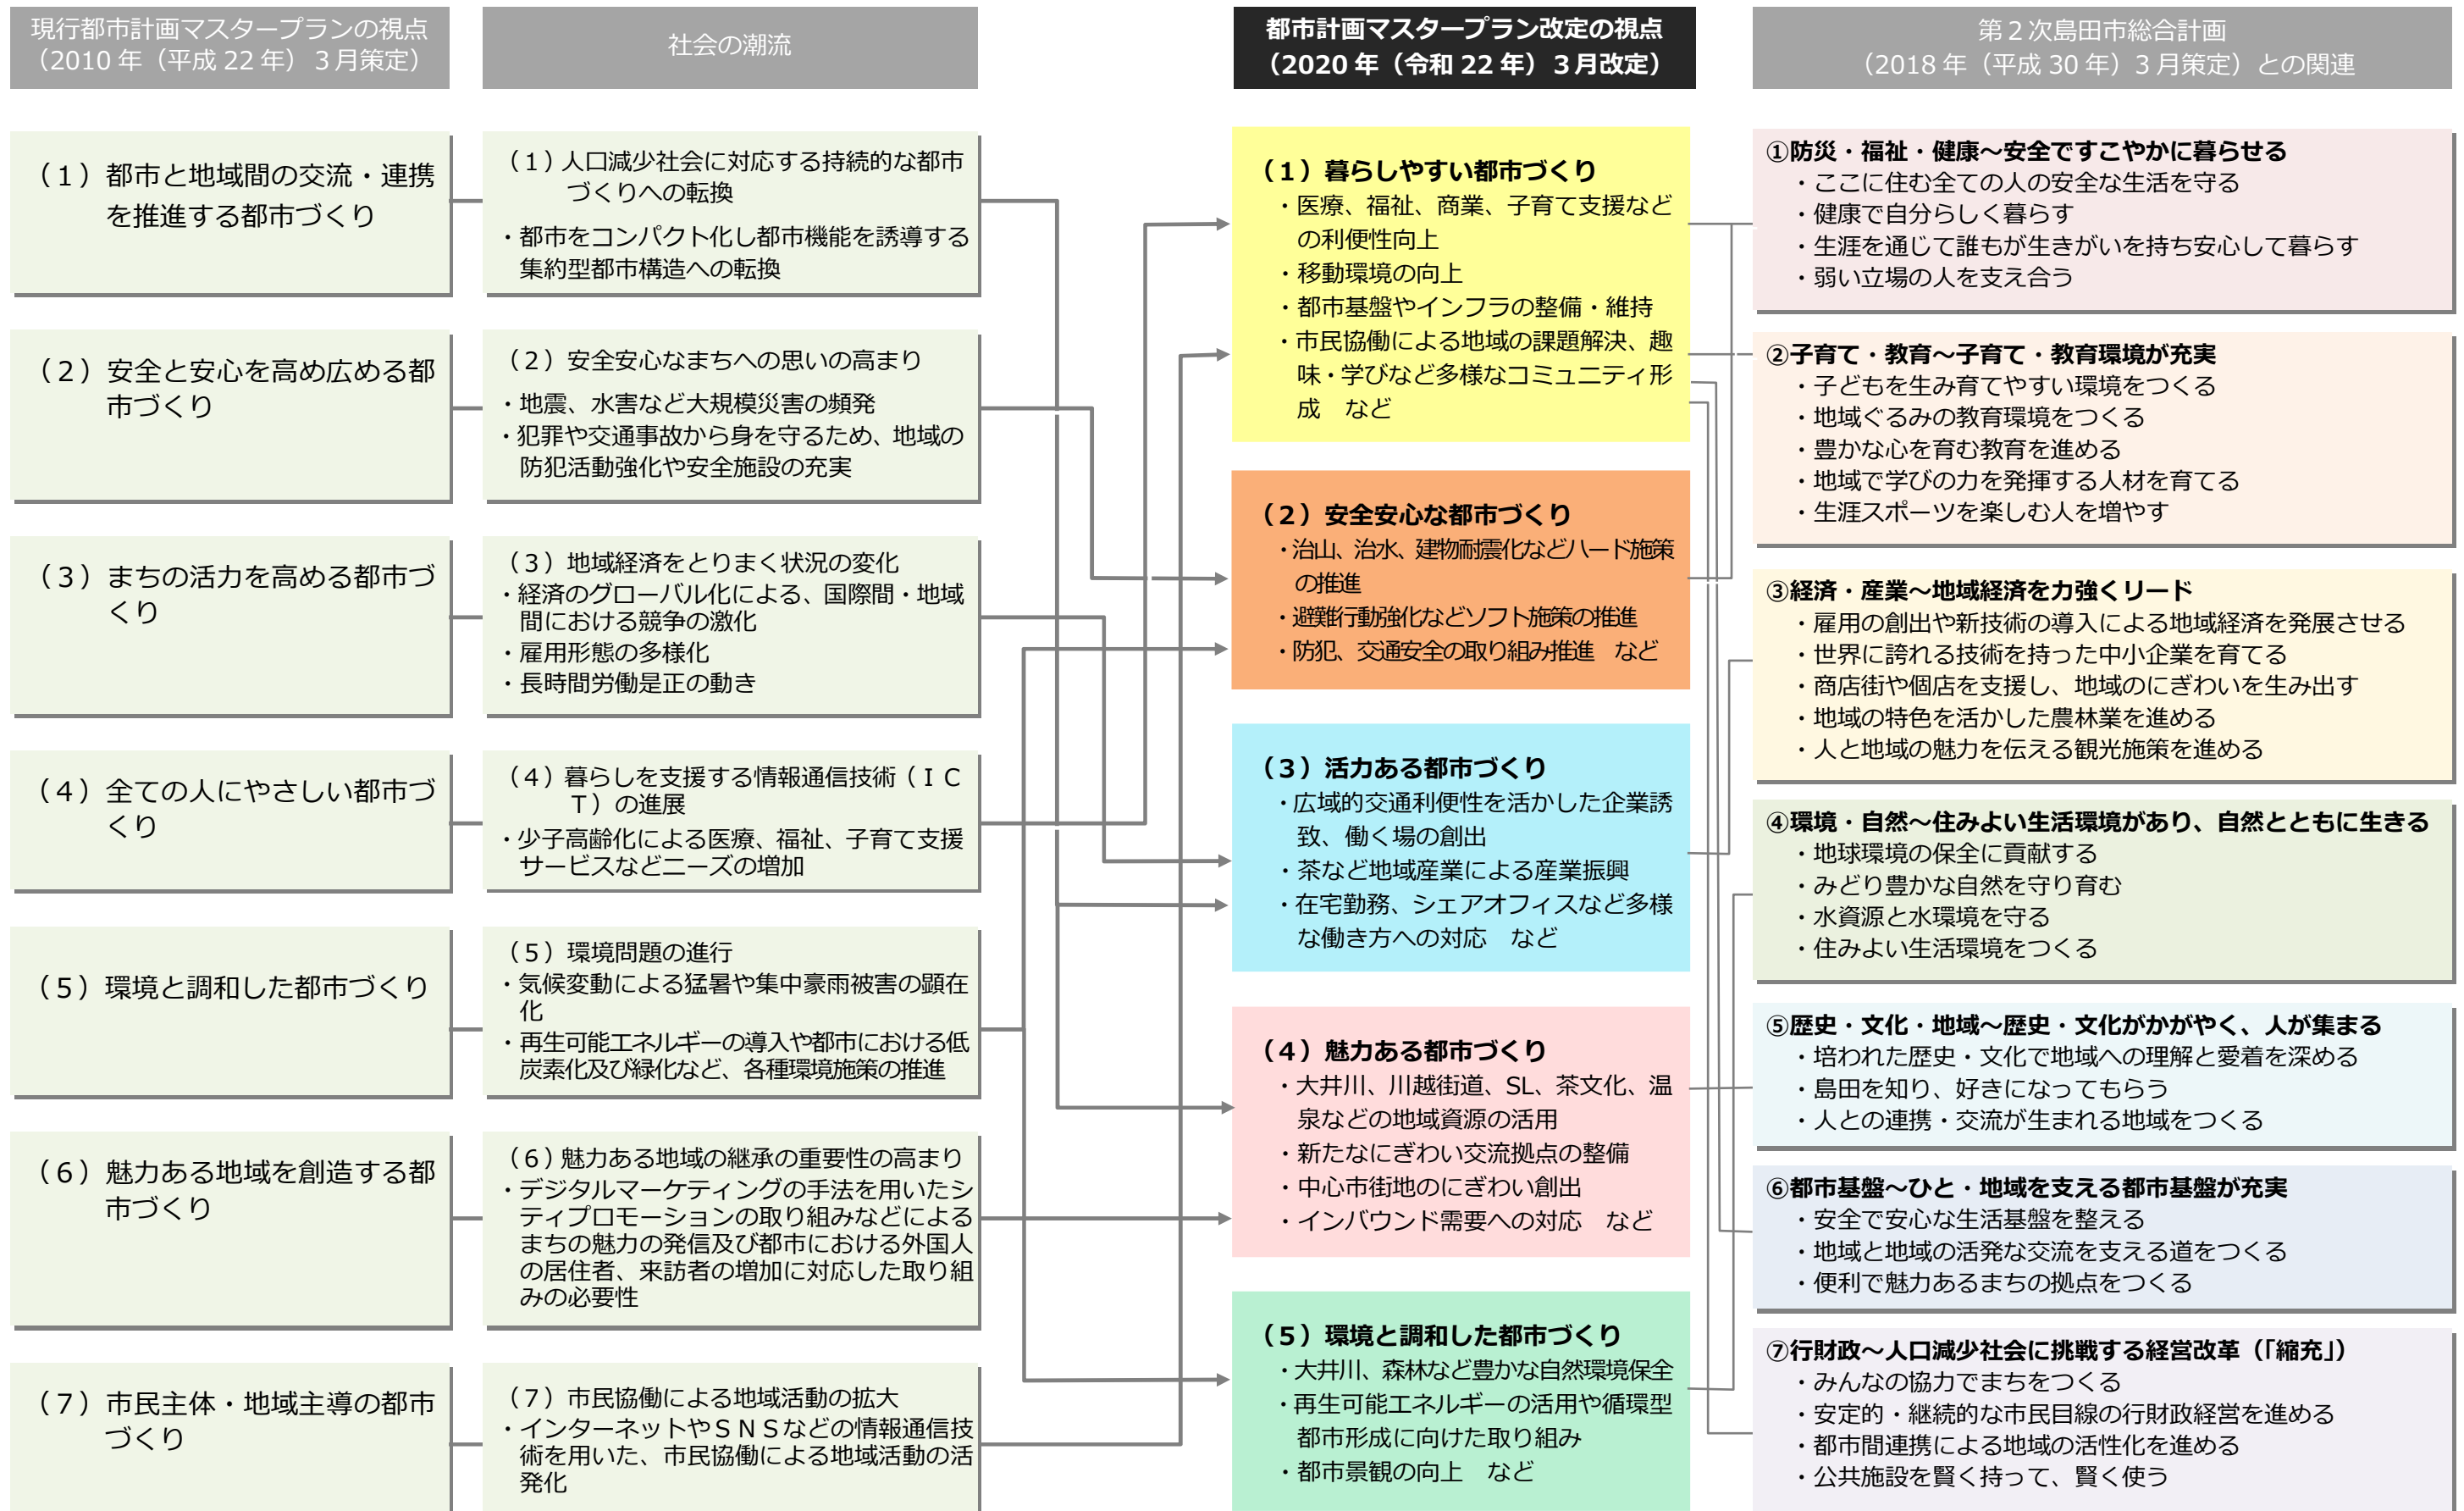 現行都市計画マスタープランの視点
（2010 年（平成 22 年）３月策定）
（１）都市と地域間の交流・連携
を推進する都市づくり
（２）安全と安心を高め広める都
市づくり
（３）まちの活力を高める都市づ
くり
（４）全ての人にやさしい都市づ
くり
（５）環境と調和した都市づくり
（６）魅力ある地域を創造する都
市づくり
（７）市民主体・地域主導の都市
づくり
社会の潮流
（１）人口減少社会に対応する持続的な都市
づくりへの転換
・都市をコンパクト化し都市機能を誘導する
集約型都市構造への転換
（２）安全安心なまちへの思いの高まり
・地震、水害など大規模災害の頻発
・犯罪や交通事故から身を守るため、地域の
防犯活動強化や安全施設の充実
（３）地域経済をとりまく状況の変化
・経済のグローバル化による、国際間・地域
間における競争の激化
・雇用形態の多様化
・長時間労働是正の動き
（４）暮らしを支援する情報通信技術（ＩＣ
Ｔ）の進展
・少子高齢化による医療、福祉、子育て支援
サービスなどニーズの増加
（５）環境問題の進行
・気候変動による猛暑や集中豪雨被害の顕在
化
・再生可能エネルギーの導入や都市における低
炭素化及び緑化など、各種環境施策の推進
（６）魅力ある地域の継承の重要性の高まり
・デジタルマーケティングの手法を用いたシ
ティプロモーションの取り組みなどによる
まちの魅力の発信及び都市における外国人
の居住者、来訪者の増加に対応した取り組
みの必要性
（７）市民協働による地域活動の拡大
・インターネットやＳＮＳなどの情報通信技
術を用いた、市民協働による地域活動の活
発化
都市計画マスタープラン改定の視点
（2020 年（令和 22 年）３月改定）
（１）暮らしやすい都市づくり
・医療、福祉、商業、子育て支援など
の利便性向上
・移動環境の向上
・都市基盤やインフラの整備・維持
・市民協働による地域の課題解決、趣
味・学びなど多様なコミュニティ形
成　など
（２）安全安心な都市づくり
・治山、治水、建物耐震化などハード施策
の推進
・避難行動強化などソフト施策の推進
・防犯、交通安全の取り組み推進　など
（３）活力ある都市づくり
・広域的交通利便性を活かした企業誘
致、働く場の創出
・茶など地域産業による産業振興
・在宅勤務、シェアオフィスなど多様
な働き方への対応　など
（４）魅力ある都市づくり
・大井川、川越街道、SL、茶文化、温
泉などの地域資源の活用
・新たなにぎわい交流拠点の整備
・中心市街地のにぎわい創出
・インバウンド需要への対応　など
（５）環境と調和した都市づくり
・大井川、森林など豊かな自然環境保全
・再生可能エネルギーの活用や循環型
都市形成に向けた取り組み
・都市景観の向上　など
第２次島田市総合計画
（2018 年（平成 30 年）３月策定）との関連
①防災・福祉・健康～安全ですこやかに暮らせる
・ここに住む全ての人の安全な生活を守る
・健康で自分らしく暮らす
・生涯を通じて誰もが生きがいを持ち安心して暮らす
・弱い立場の人を支え合う
②子育て・教育～子育て・教育環境が充実
・子どもを生み育てやすい環境をつくる
・地域ぐるみの教育環境をつくる
・豊かな心を育む教育を進める
・地域で学びの力を発揮する人材を育てる
・生涯スポーツを楽しむ人を増やす
③経済・産業～地域経済を力強くリード
・雇用の創出や新技術の導入による地域経済を発展させる
・世界に誇れる技術を持った中小企業を育てる
・商店街や個店を支援し、地域のにぎわいを生み出す
・地域の特色を活かした農林業を進める
・人と地域の魅力を伝える観光施策を進める
④環境・自然～住みよい生活環境があり、自然とともに生きる
・地球環境の保全に貢献する
・みどり豊かな自然を守り育む
・水資源と水環境を守る
・住みよい生活環境をつくる
⑤歴史・文化・地域～歴史・文化がかがやく、人が集まる
・培われた歴史・文化で地域への理解と愛着を深める
・島田を知り、好きになってもらう
・人との連携・交流が生まれる地域をつくる
⑥都市基盤～ひと・地域を支える都市基盤が充実
・安全で安心な生活基盤を整える
・地域と地域の活発な交流を支える道をつくる
・便利で魅力あるまちの拠点をつくる
⑦行財政～人口減少社会に挑戦する経営改革（｢縮充｣）
・みんなの協力でまちをつくる
・安定的・継続的な市民目線の行財政経営を進める
・都市間連携による地域の活性化を進める
・公共施設を賢く持って、賢く使う